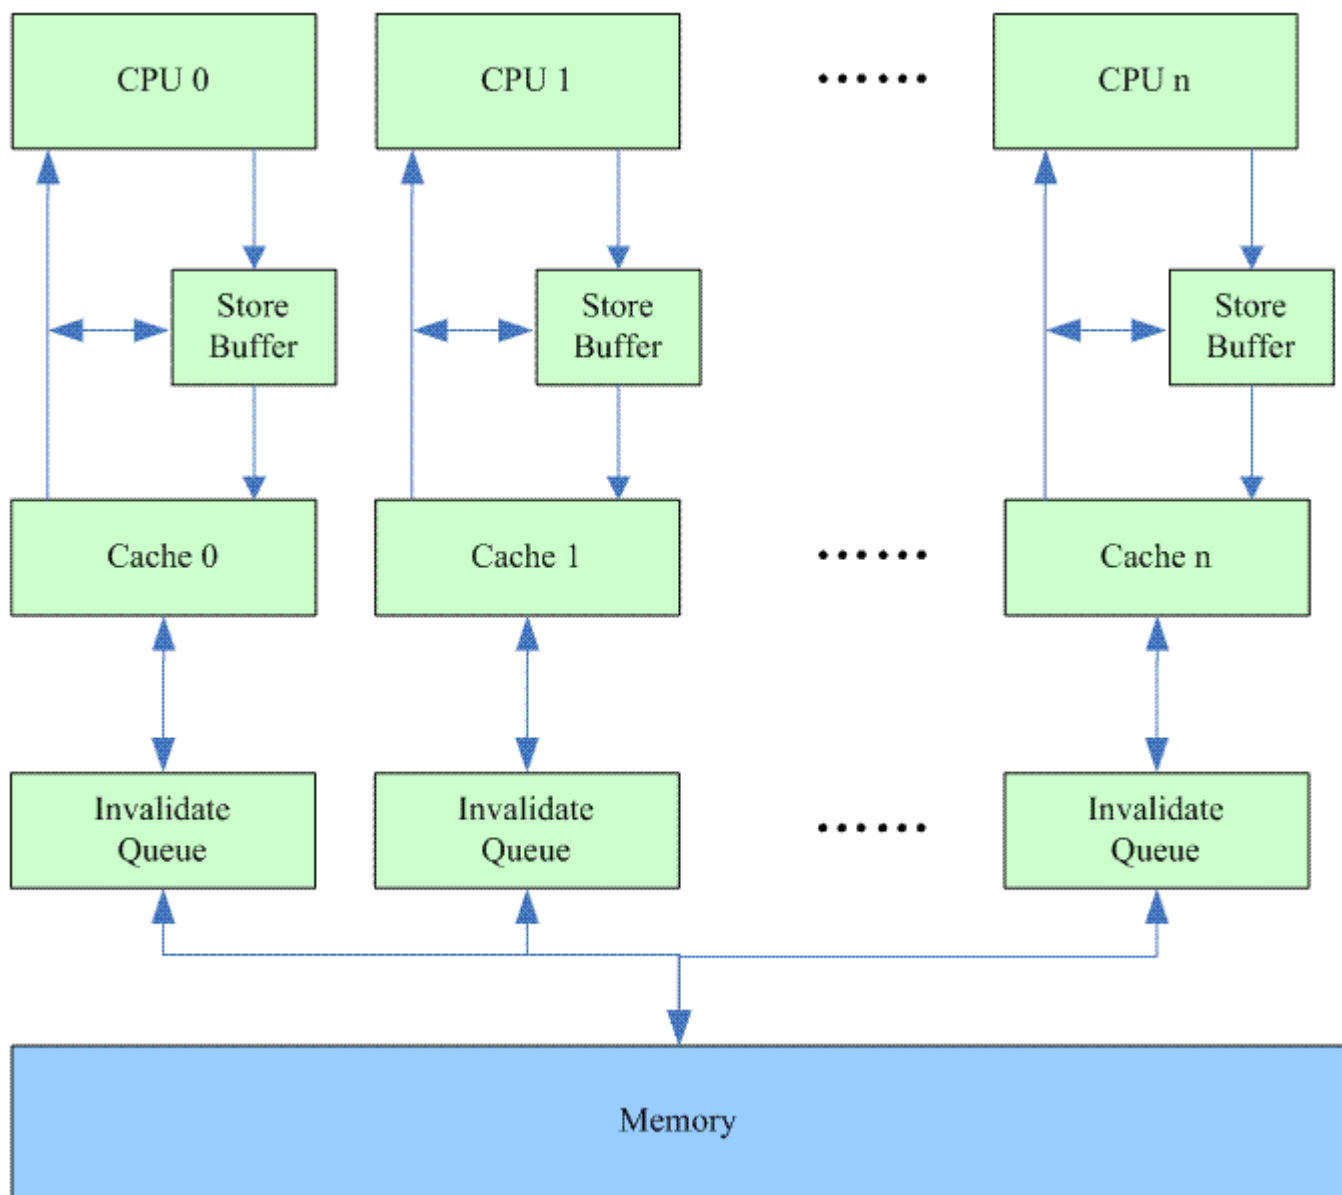 CPU 0
CPU 1
......
CPU n
Store
Buffer
Store
Buffer
Store
Buffer
Cache 0
Cache 1
......
Cache n
Invalidate
Queue
Invalidate
Queue
......
Invalidate
Queue
Memory